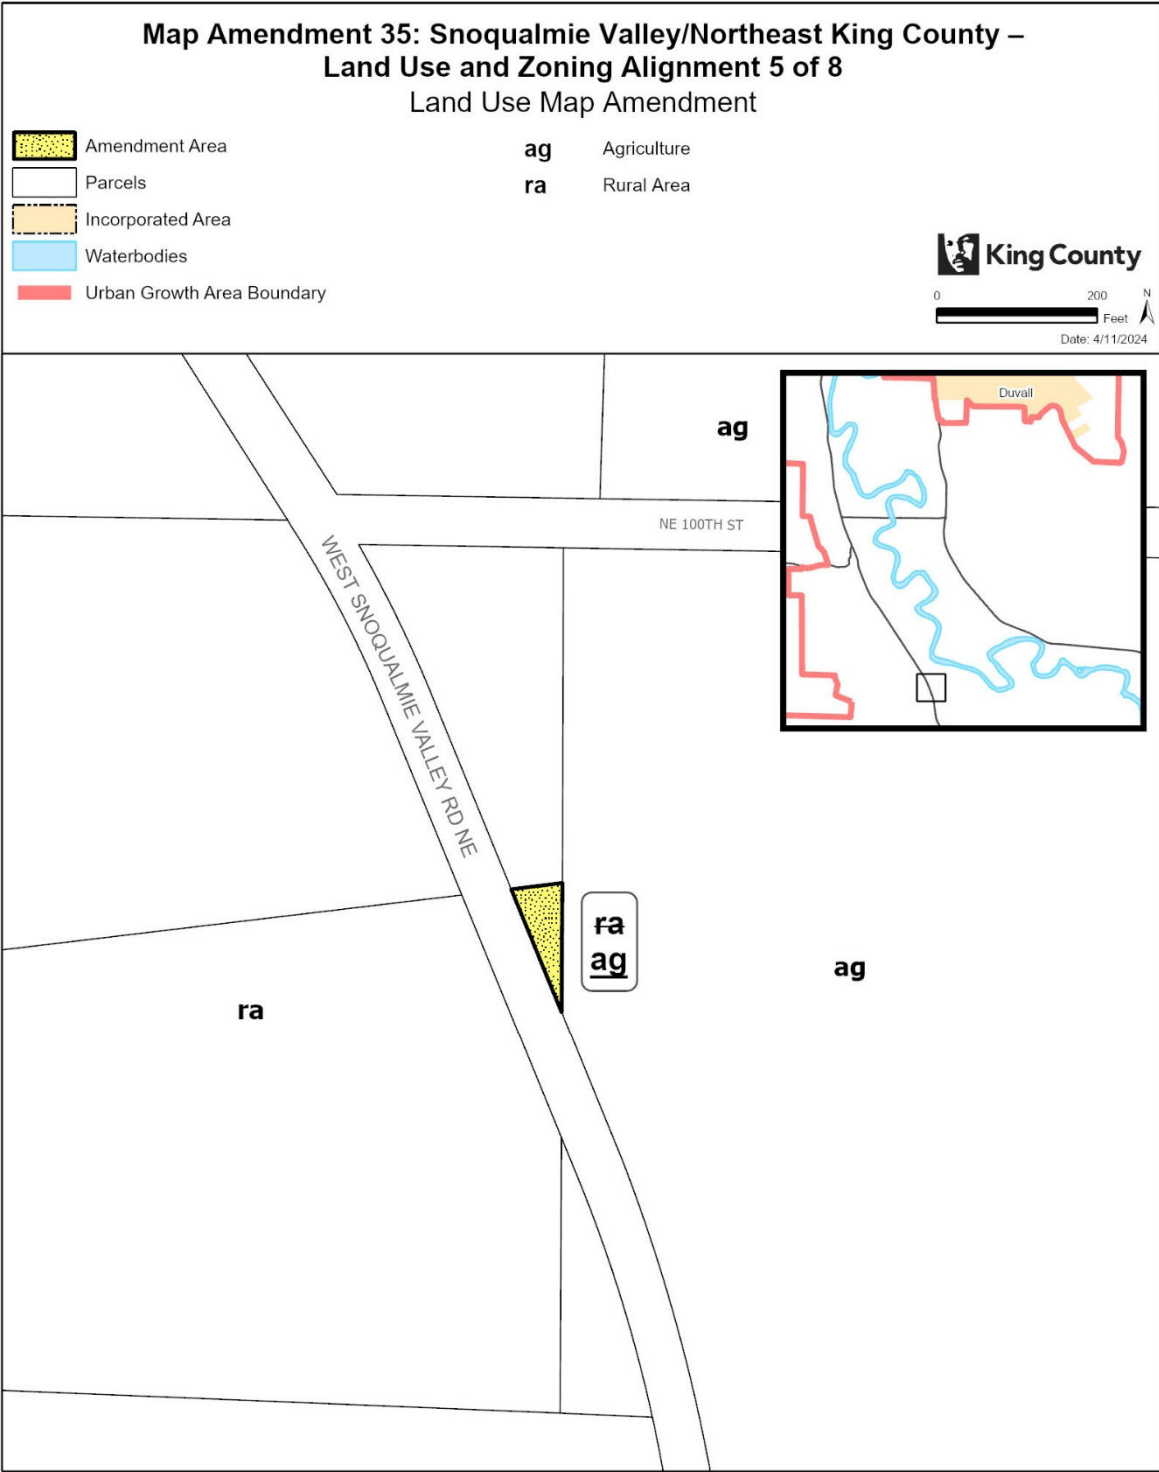 Map Amendment 35: Snoqualmie Valley/Northeast King County –
Land Use and Zoning Alignment 5 of 8
Land Use Map Amendment
Amendment Area
Parcels
Incorporated Area
Waterbodies
Urban Growth Area Boundary
ag Agriculture
ra Rural Area
King County
0 200
Feet
N
Date: 4/11/2024
Duvall
ag
NE 100TH ST
WEST SNOQUALMIE VALLEY RD NE
ra
ag
ag
ra